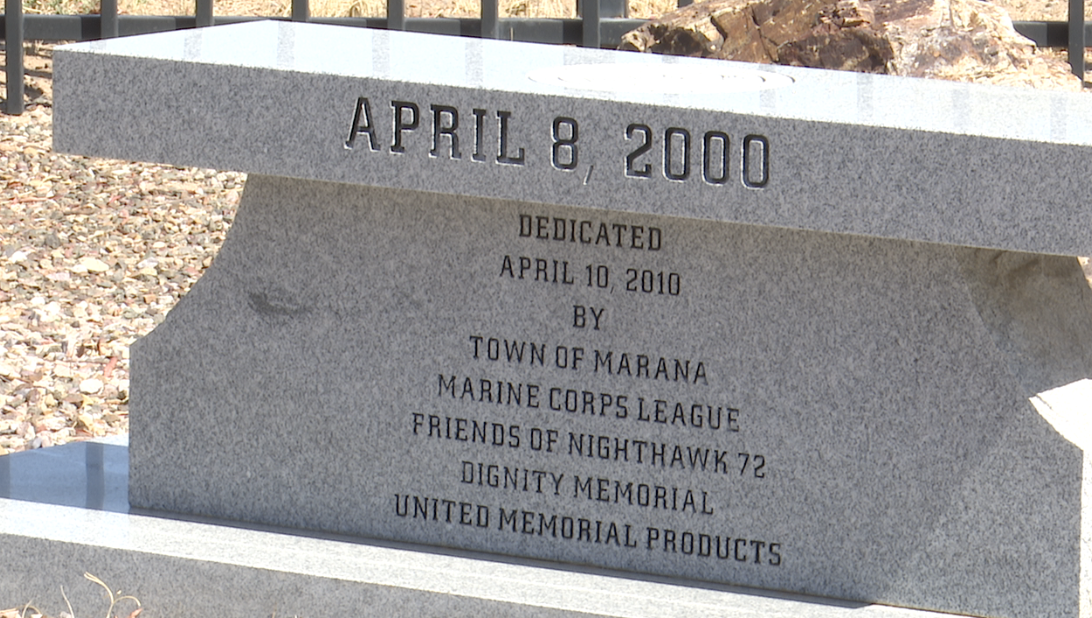 APRIL 8, 2000
DEDICATED
APRIL 10, 2010
BY
TOWN OF MARANA
MARINE CORPS LEAGUE
FRIENDS OF NIGHTHAWK 72
DIGNITY MEMORIAL
UNITED MEMORIAL PRODUCTS